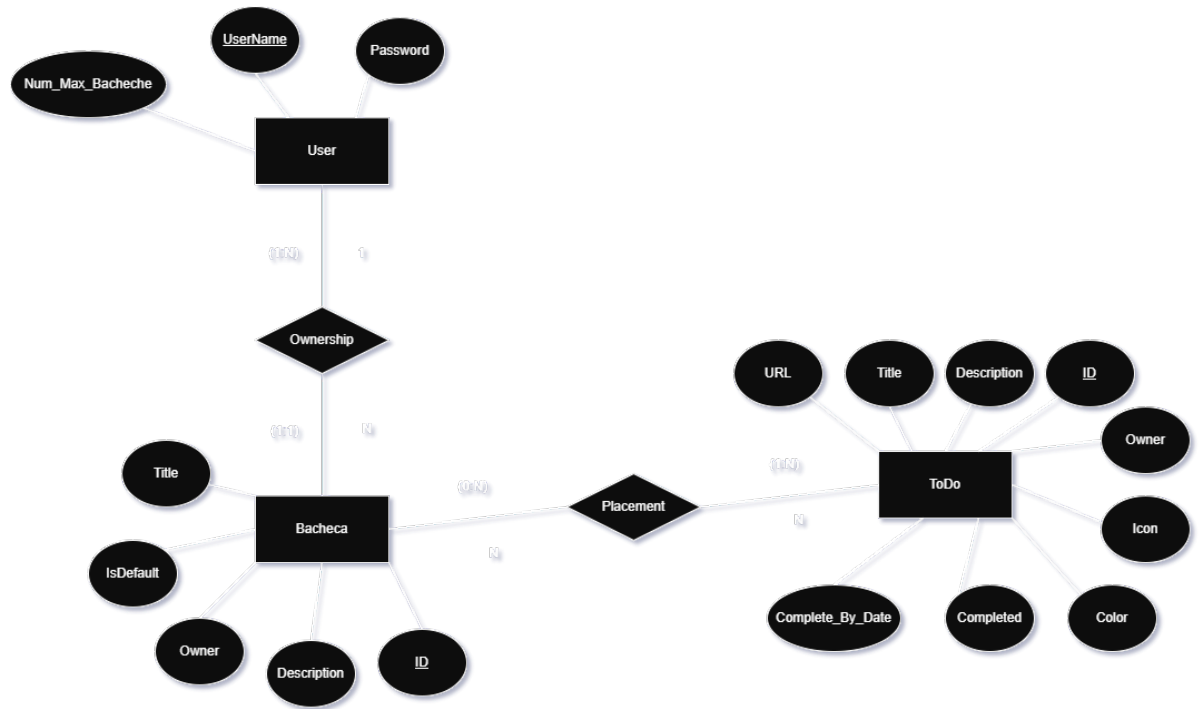 UserName
Password
Num_Max_Bacheche
User
(1:N)
1
Ownership
(1:1)
N
URL
Title
Description
ID
Owner
Title
ToDo
(0:N)
(1:N)
Placement
N
N
Bacheca
Icon
IsDefault
Complete_By_Date
Completed
Color
Owner
Description
ID